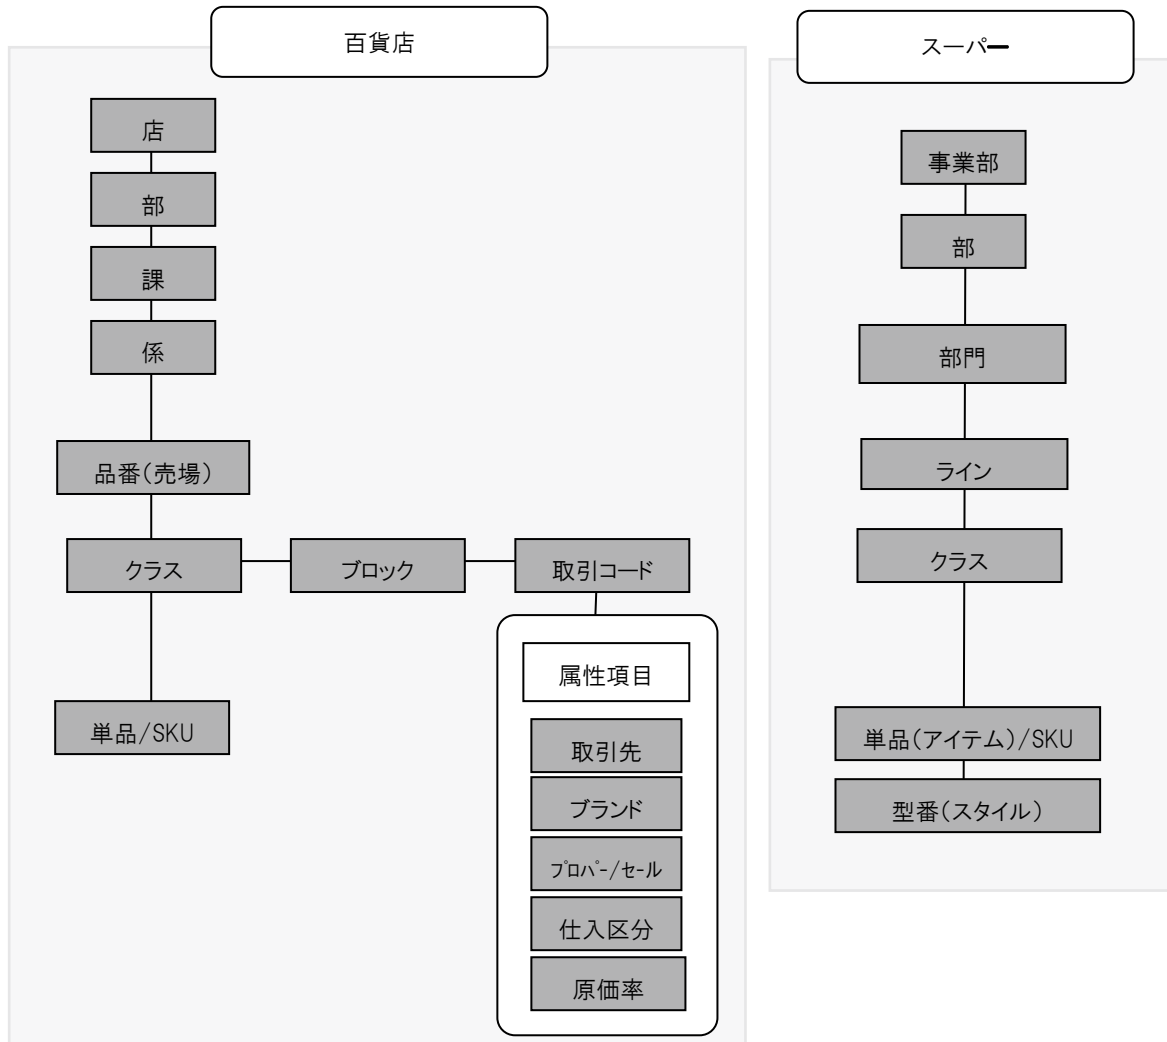 百貨店
店
部
課
係
品番(売場)
クラス
ブロック
取引コード
単品/SKU
属性項目
取引先
ブランド
ﾌﾟﾛﾊﾟｰ/ｾｰﾙ
仕入区分
原価率
スーパー
事業部
部
部門
ライン
クラス
単品(アイテム)/SKU
型番(スタイル)